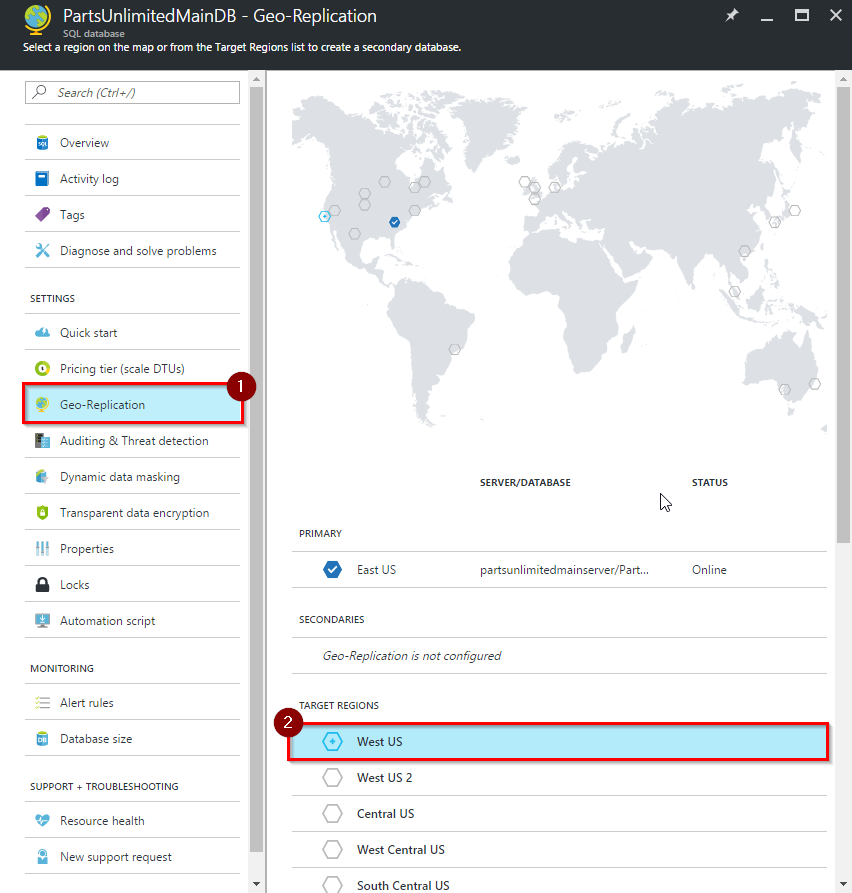 PartsUnlimitedMainDB - Geo-Replication
SQL database
Select a region on the map or from the Target Regions list to create a secondary database.
Search (Ctrl+/)
Overview
Activity log
Tags
Diagnose and solve problems
SETTINGS
Quick start
Pricing tier (scale DTUs)
1
Geo-Replication
Auditing & Threat detection
Dynamic data masking
Transparent data encryption
Properties
Locks
Automation script
MONITORING
Alert rules
Database size
SUPPORT + TROUBLESHOOTING
Resource health
New support request
SERVER/DATABASE STATUS
PRIMARY
East US partsunlimitedmainserver/Part... Online
SECONDARIES
Geo-Replication is not configured
TARGET REGIONS
2
West US
West US 2
Central US
West Central US
South Central US